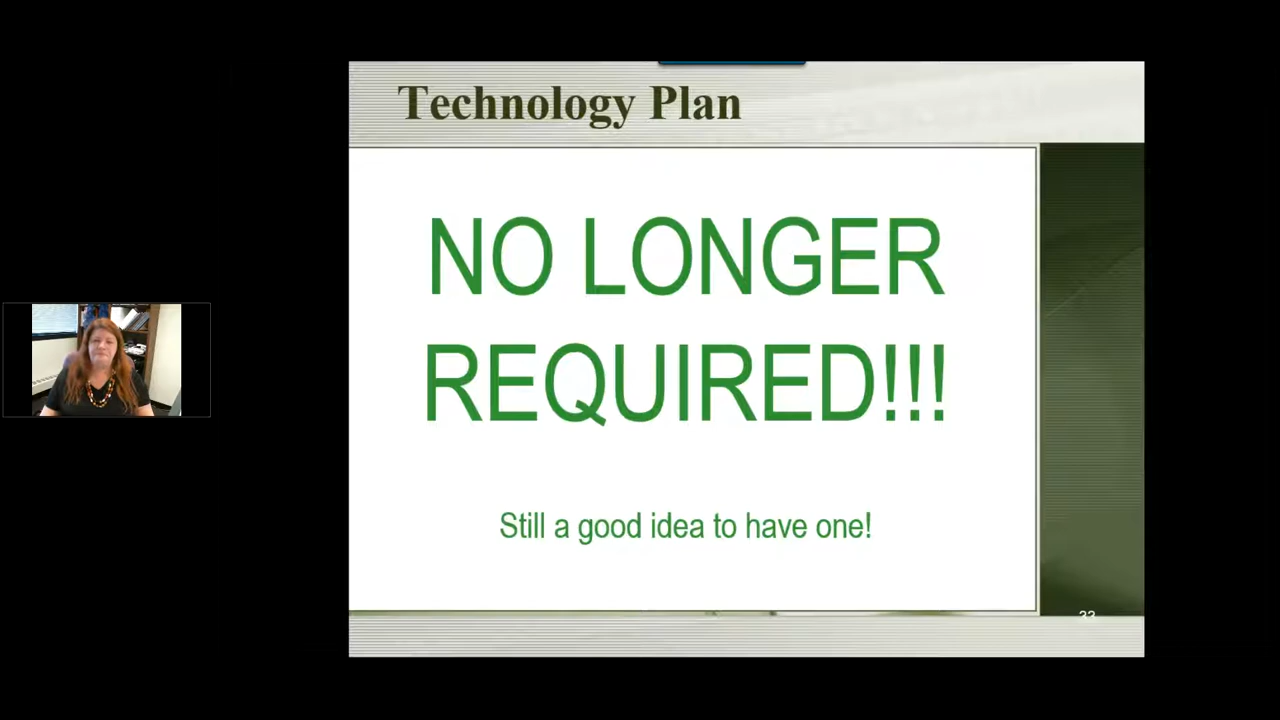 Technology Plan
NO LONGER
REQUIRED!!!
Still a good idea to have one!